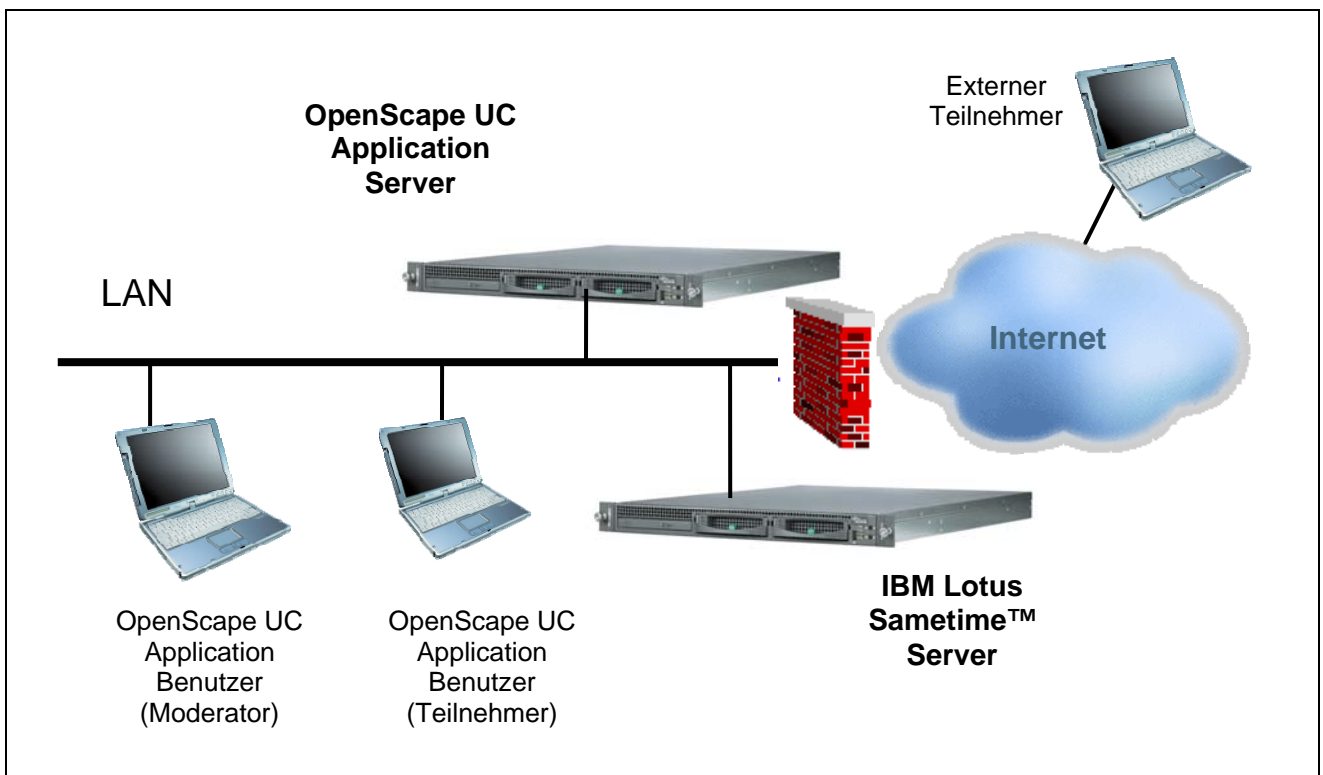 Externer
Teilnehmer
OpenScape UC
Application
Server
LAN
Internet
OpenScape UC
Application
Benutzer
(Moderator)
OpenScape UC
Application
Benutzer
(Teilnehmer)
IBM Lotus
Sametime™
Server